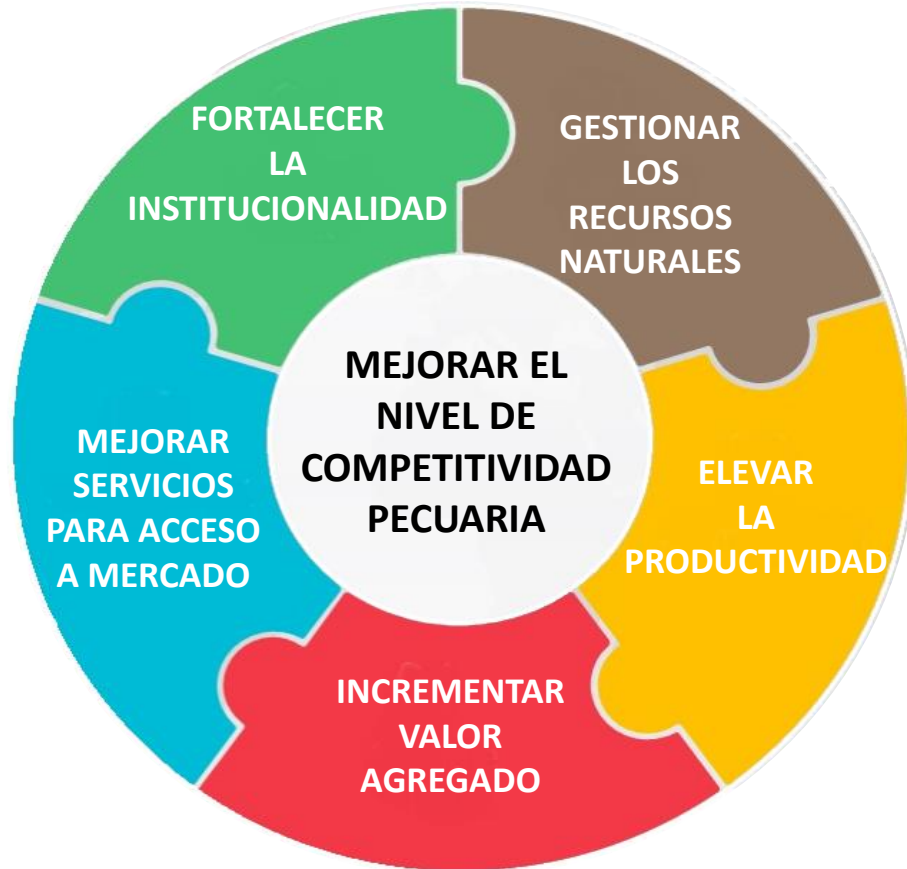 FORTALECER
LA
INSTITUCIONALIDAD
GESTIONAR
LOS
RECURSOS
NATURALES
MEJORAR EL
NIVEL DE
COMPETITIVIDAD
PECUARIA
MEJORAR
SERVICIOS
PARA ACCESO
A MERCADO
ELEVAR
LA
PRODUCTIVIDAD
INCREMENTAR
VALOR
AGREGADO